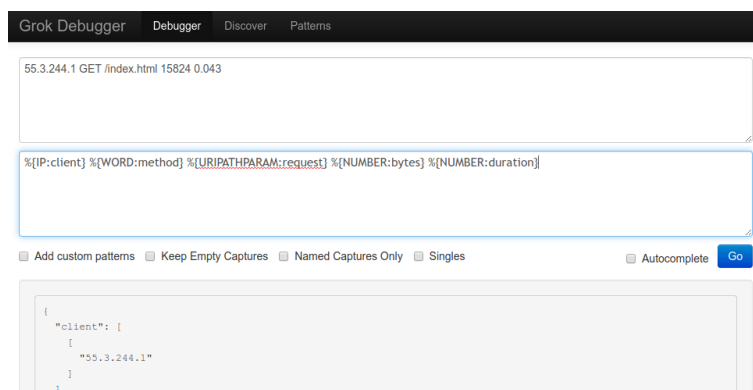 Grok Debugger Debugger Discover Patterns
55.3.244.1 GET /index.html 15824 0.043
%{IP:client} %{WORD:method} %{URIPATHPARAM:request} %{NUMBER:bytes} %{NUMBER:duration}
Add custom patterns Keep Empty Captures Named Captures Only Singles Autocomplete Go
{
"client": [
[
"55.3.244.1"
]
]